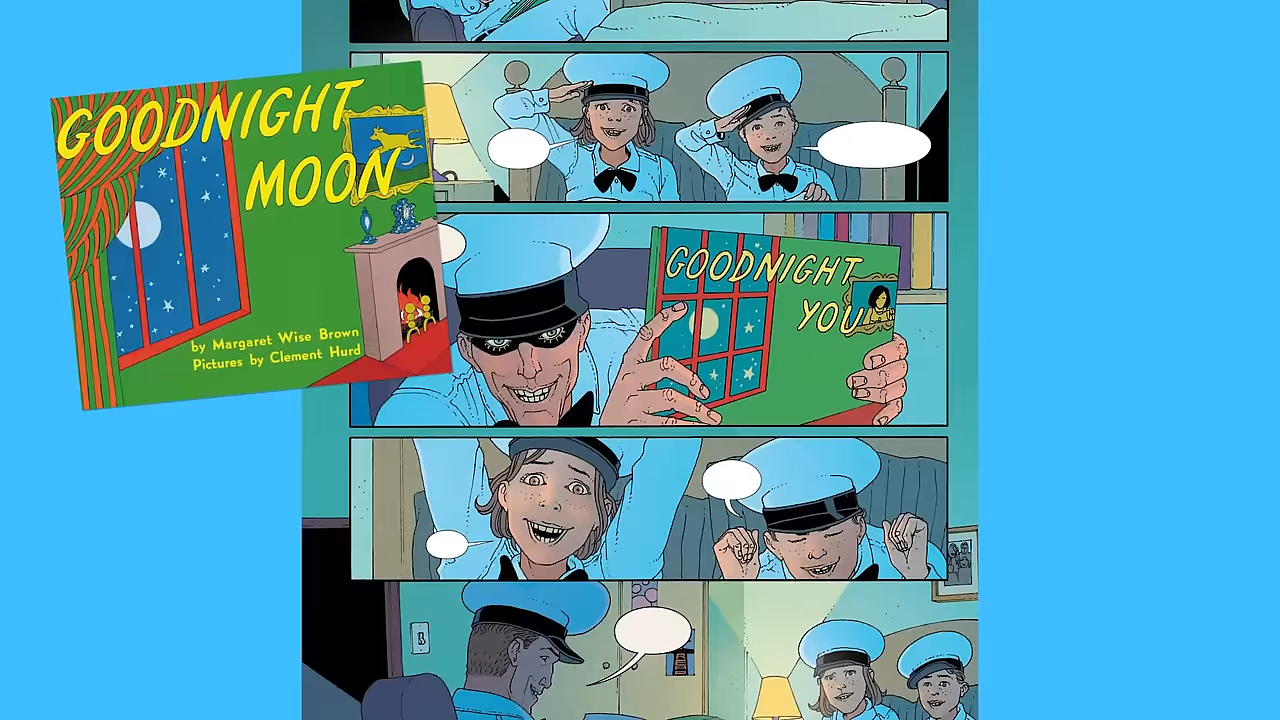 GOODNIGHT
MOON
by Margaret Wise Brown
Pictures by Clement Hurd
GOODNIGHT
YOU